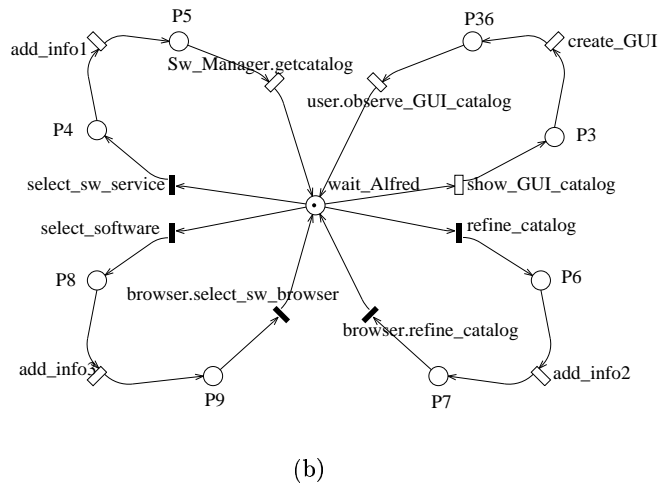 P5
P36
add_info1
create_GUI
Sw_Manager.getcatalog
user.observe_GUI_catalog
P4
P3
select_sw_service
wait_Alfred
show_GUI_catalog
select_software
refine_catalog
P8
P6
browser.select_sw_browser
browser.refine_catalog
add_info3
add_info2
P9
P7
(b)